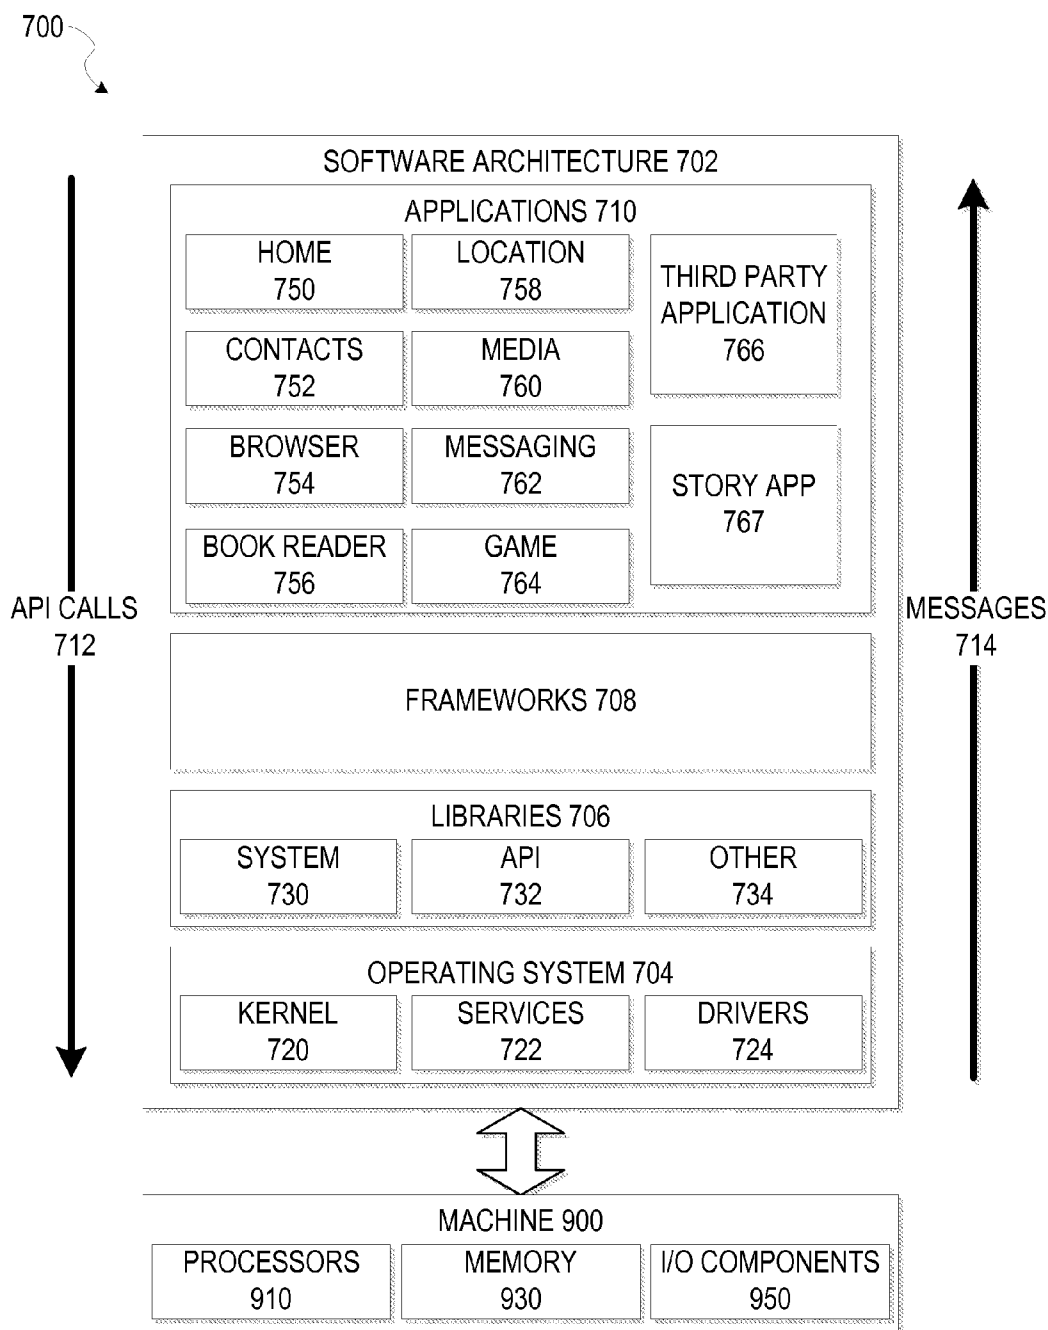 700
SOFTWARE ARCHITECTURE 702
APPLICATIONS 710
HOME
750
LOCATION
758
THIRD PARTY
APPLICATION
766
CONTACTS
752
MEDIA
760
BROWSER
754
MESSAGING
762
STORY APP
767
BOOK READER
756
GAME
764
API CALLS
712
MESSAGES
714
FRAMEWORKS 708
LIBRARIES 706
SYSTEM
730
API
732
OTHER
734
OPERATING SYSTEM 704
KERNEL
720
SERVICES
722
DRIVERS
724
MACHINE 900
PROCESSORS
910
MEMORY
930
I/O COMPONENTS
950